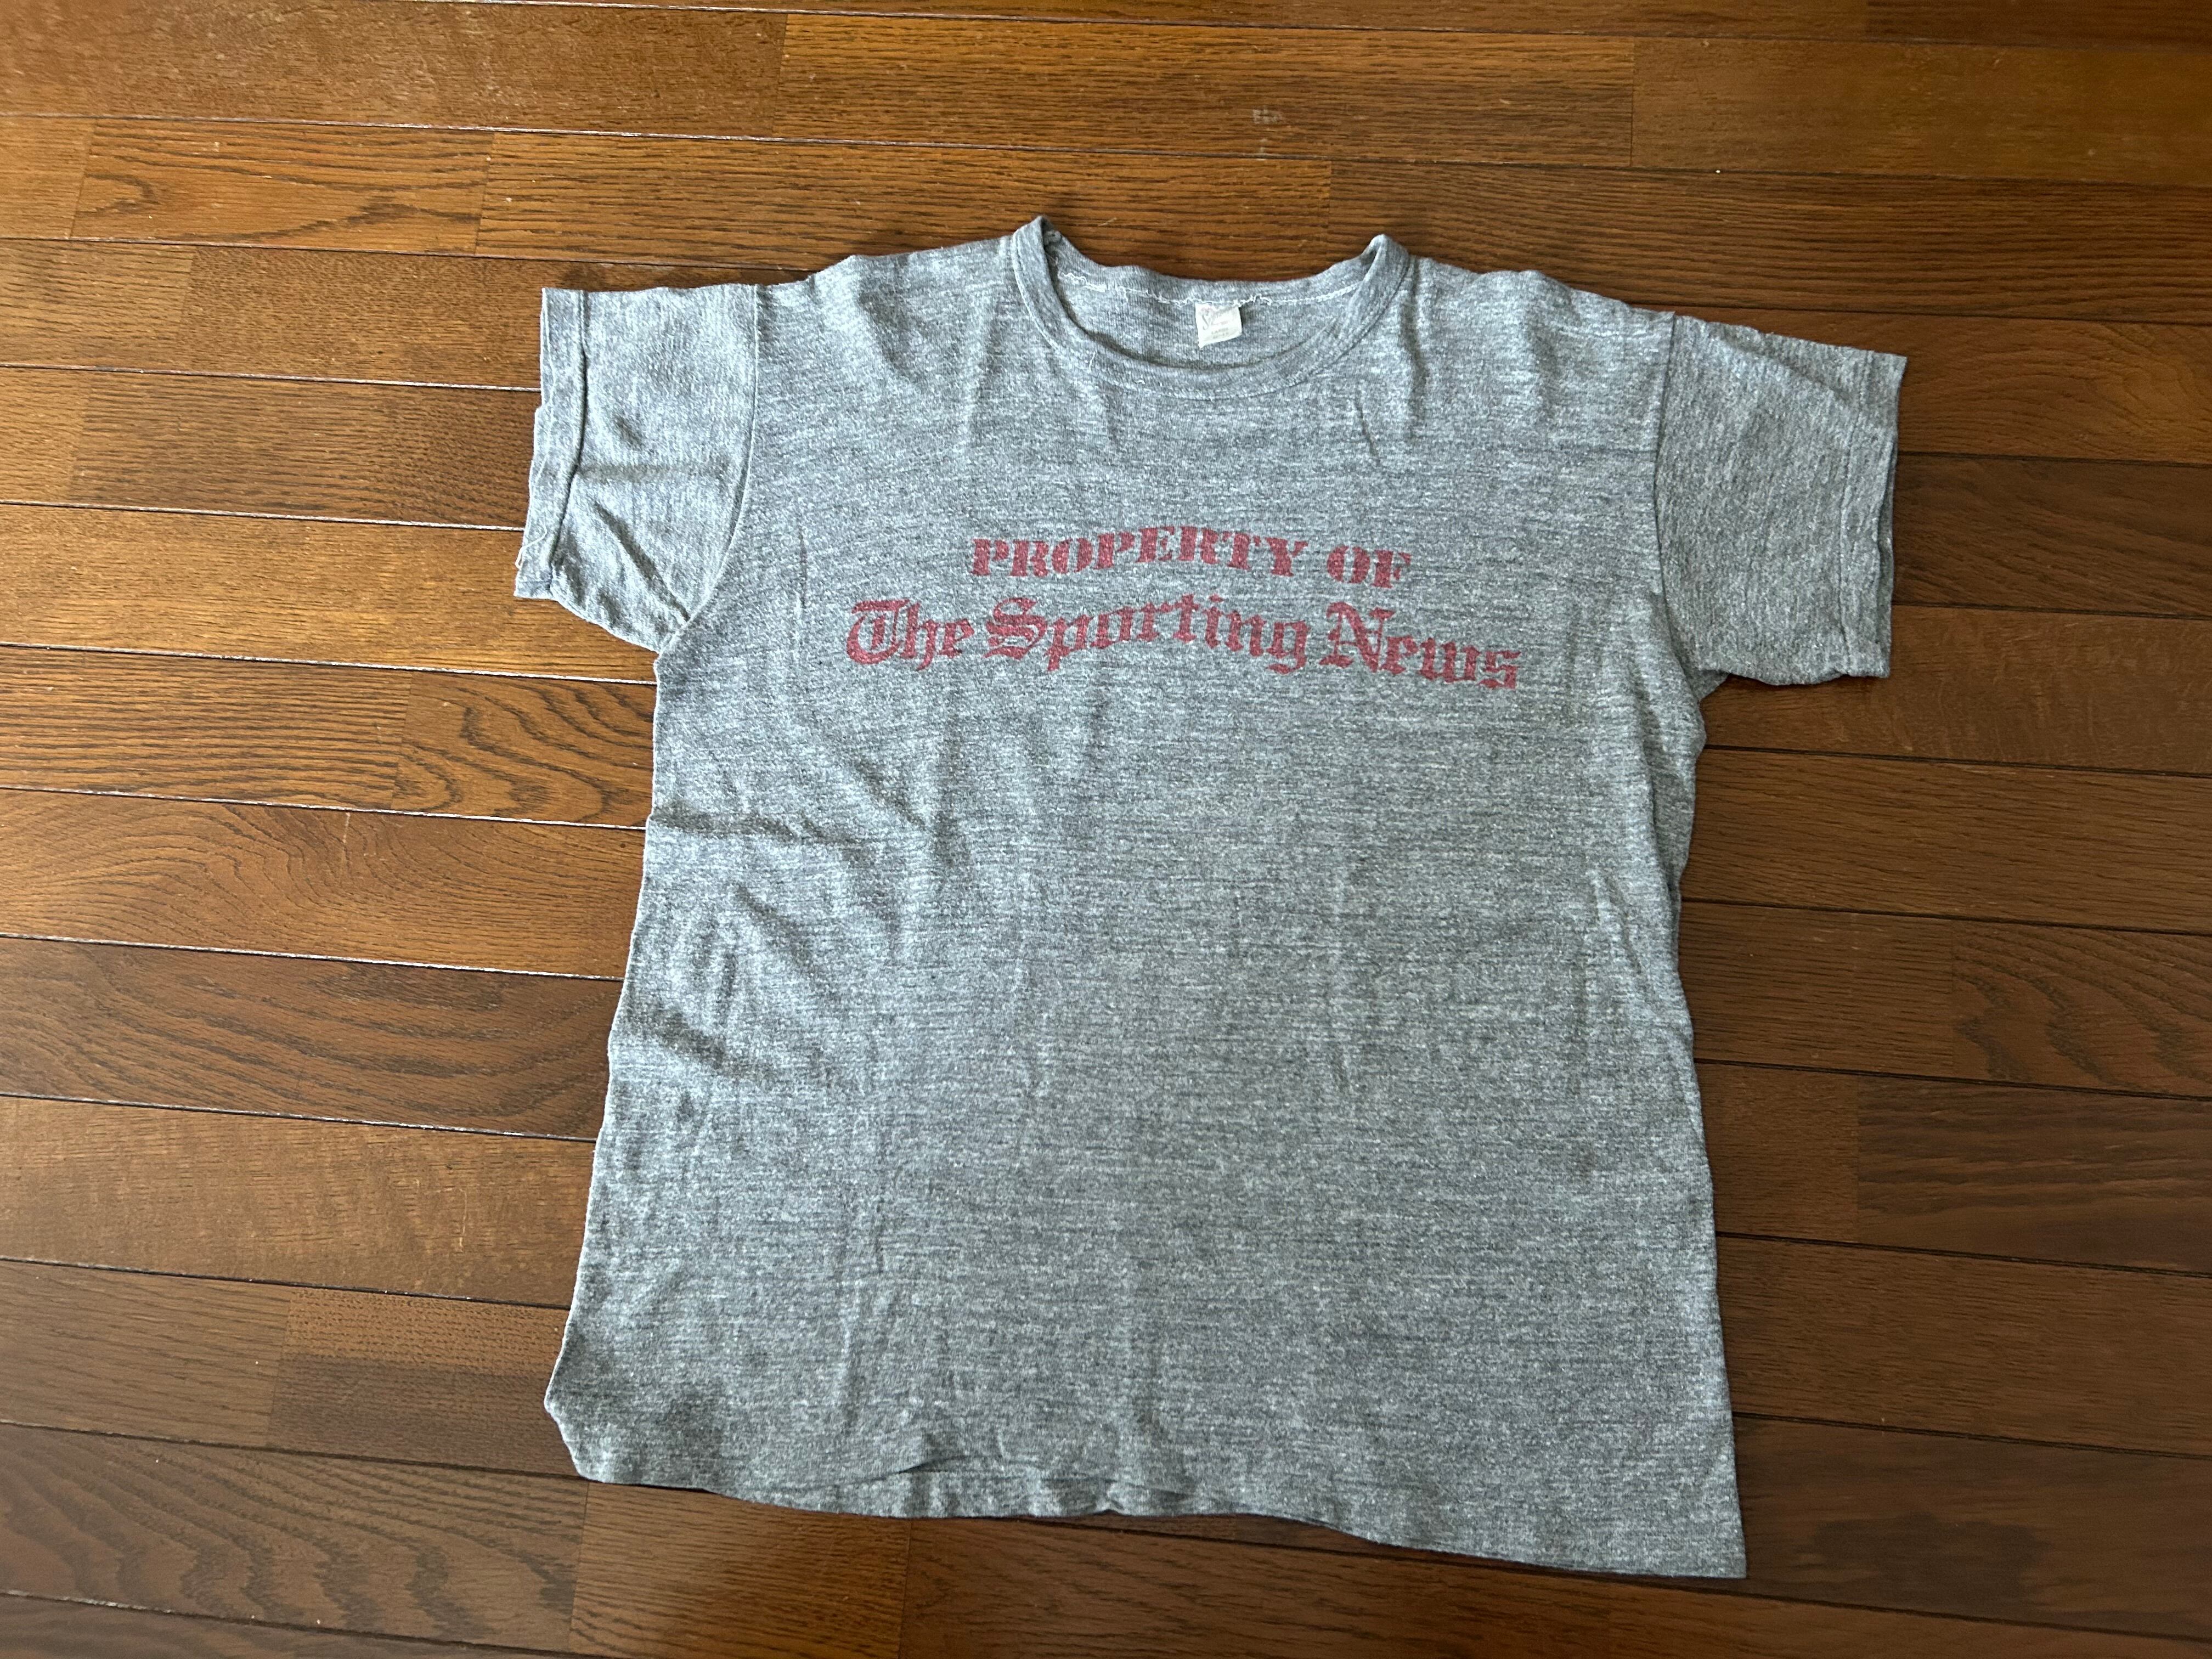 PROPERTY OF
The Sporting News